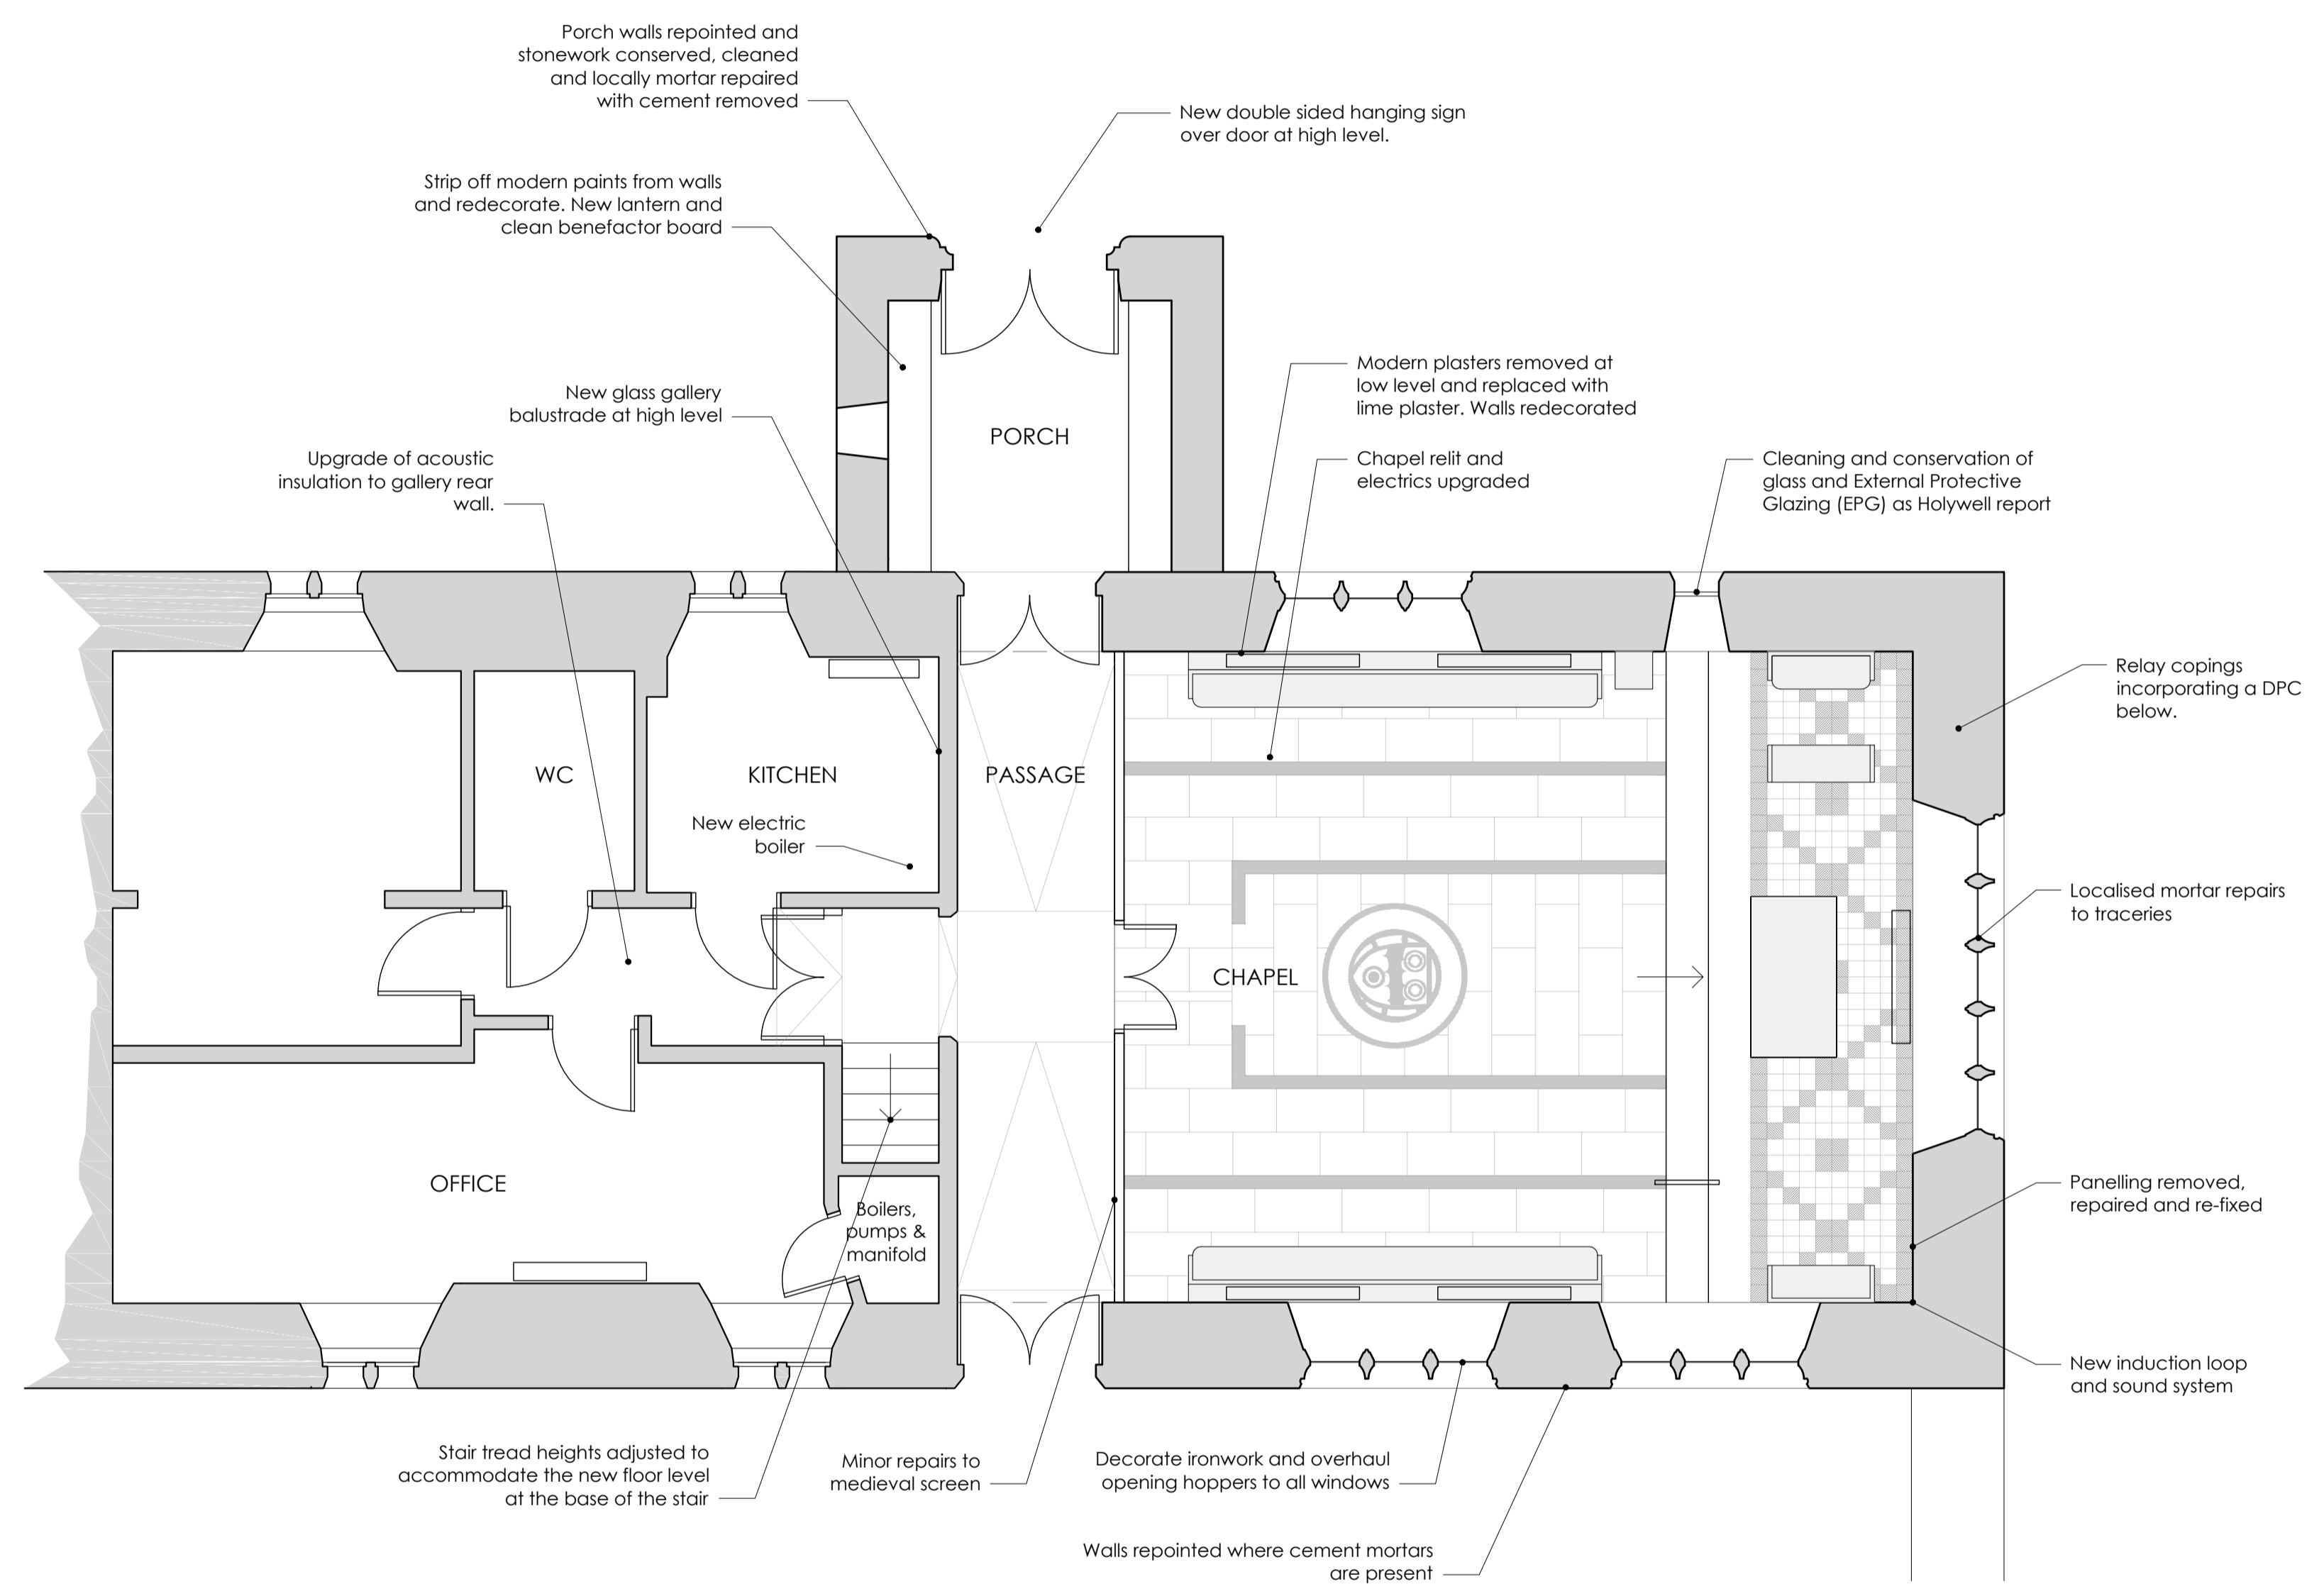 Porch walls repointed and
stonework conserved, cleaned
and locally mortar repaired
with cement removed
New double sided hanging sign
over door at high level.
Strip off modern paints from walls
and redecorate. New lantern and
clean benefactor board
New glass gallery
balustrade at high level
Upgrade of acoustic
insulation to gallery rear
wall.
PORCH
Modern plasters removed at
low level and replaced with
lime plaster. Walls redecorated
Chapel relit and
electrics upgraded
Cleaning and conservation of
glass and External Protective
Glazing (EPG) as Holywell report
Relay copings
incorporating a DPC
below.
WC
KITCHEN
PASSAGE
New electric
boiler
Localised mortar repairs
to traceries
CHAPEL
OFFICE
Boilers,
pumps &
manifold
Panelling removed,
repaired and re-fixed
New induction loop
and sound system
Stair tread heights adjusted to
accommodate the new floor level
at the base of the stair
Minor repairs to
medieval screen
Decorate ironwork and overhaul
opening hoppers to all windows
Walls repointed where cement mortars
are present